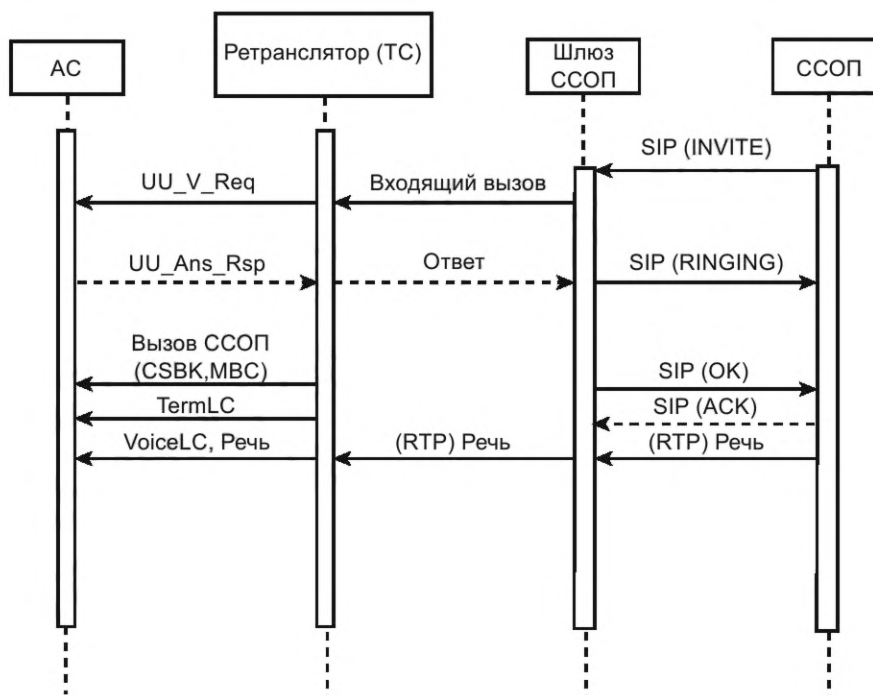 АС
Ретранслятор (ТС)
Шлюз
ССОП
ССОП
SIP (INVITE)
UU_V_Req
Входящий вызов
UU_Ans_Rsp
Ответ
SIP (RINGING)
Вызов ССОП
(CSBK,MBC)
SIP (OK)
TermLC
SIP (ACK)
VoiceLC, Речь
(RTP) Речь
(RTP) Речь